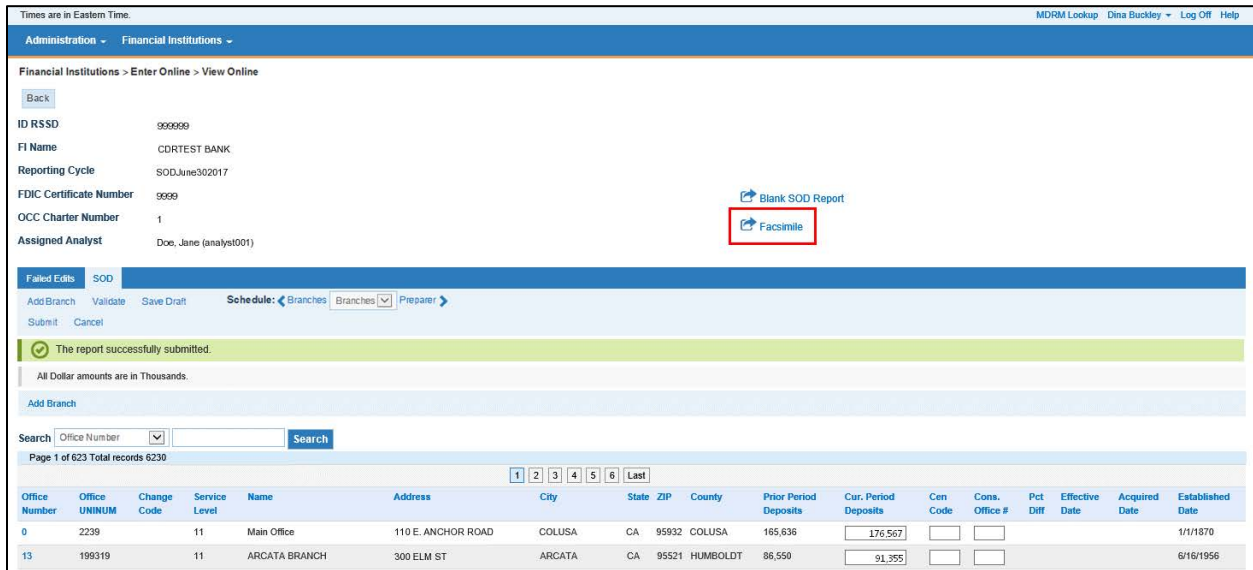 Times are in Eastern Time. MDRM Lookup Dina Buckley Log Off Help
Administration Financial Institutions
Financial Institutions > Enter Online > View Online
Back
ID RSSD 999999
FI Name CDRTEST BANK
Reporting Cycle SODJune302017
FDIC Certificate Number 9999
Blank SOD Report
OCC Charter Number 1
Facsimile
Assigned Analyst Doe, Jane (analyst001)
Failed Edits SOD
Add Branch Validate Save Draft Schedule: Branches Branches Preparer
Submit Cancel
The report successfully submitted.
All Dollar amounts are in Thousands.
Add Branch
Search Office Number Search
Page 1 of 623 Total records 6230
1 2 3 4 5 6 Last
Office Office Change Service Name Address City State ZIP County Prior Period Cur. Period Cen Cons. Pct Effective Acquired Established
Number UNINUM Code Level Deposits Deposits Code Office # Diff Date Date Date
0 2239 11 Main Office 110 E. ANCHOR ROAD COLUSA CA 95932 COLUSA 165,636 176,567 1/1/1870
13 199319 11 ARCATA BRANCH 300 ELM ST ARCATA CA 95521 HUMBOLDT 86,550 91,355 6/16/1956